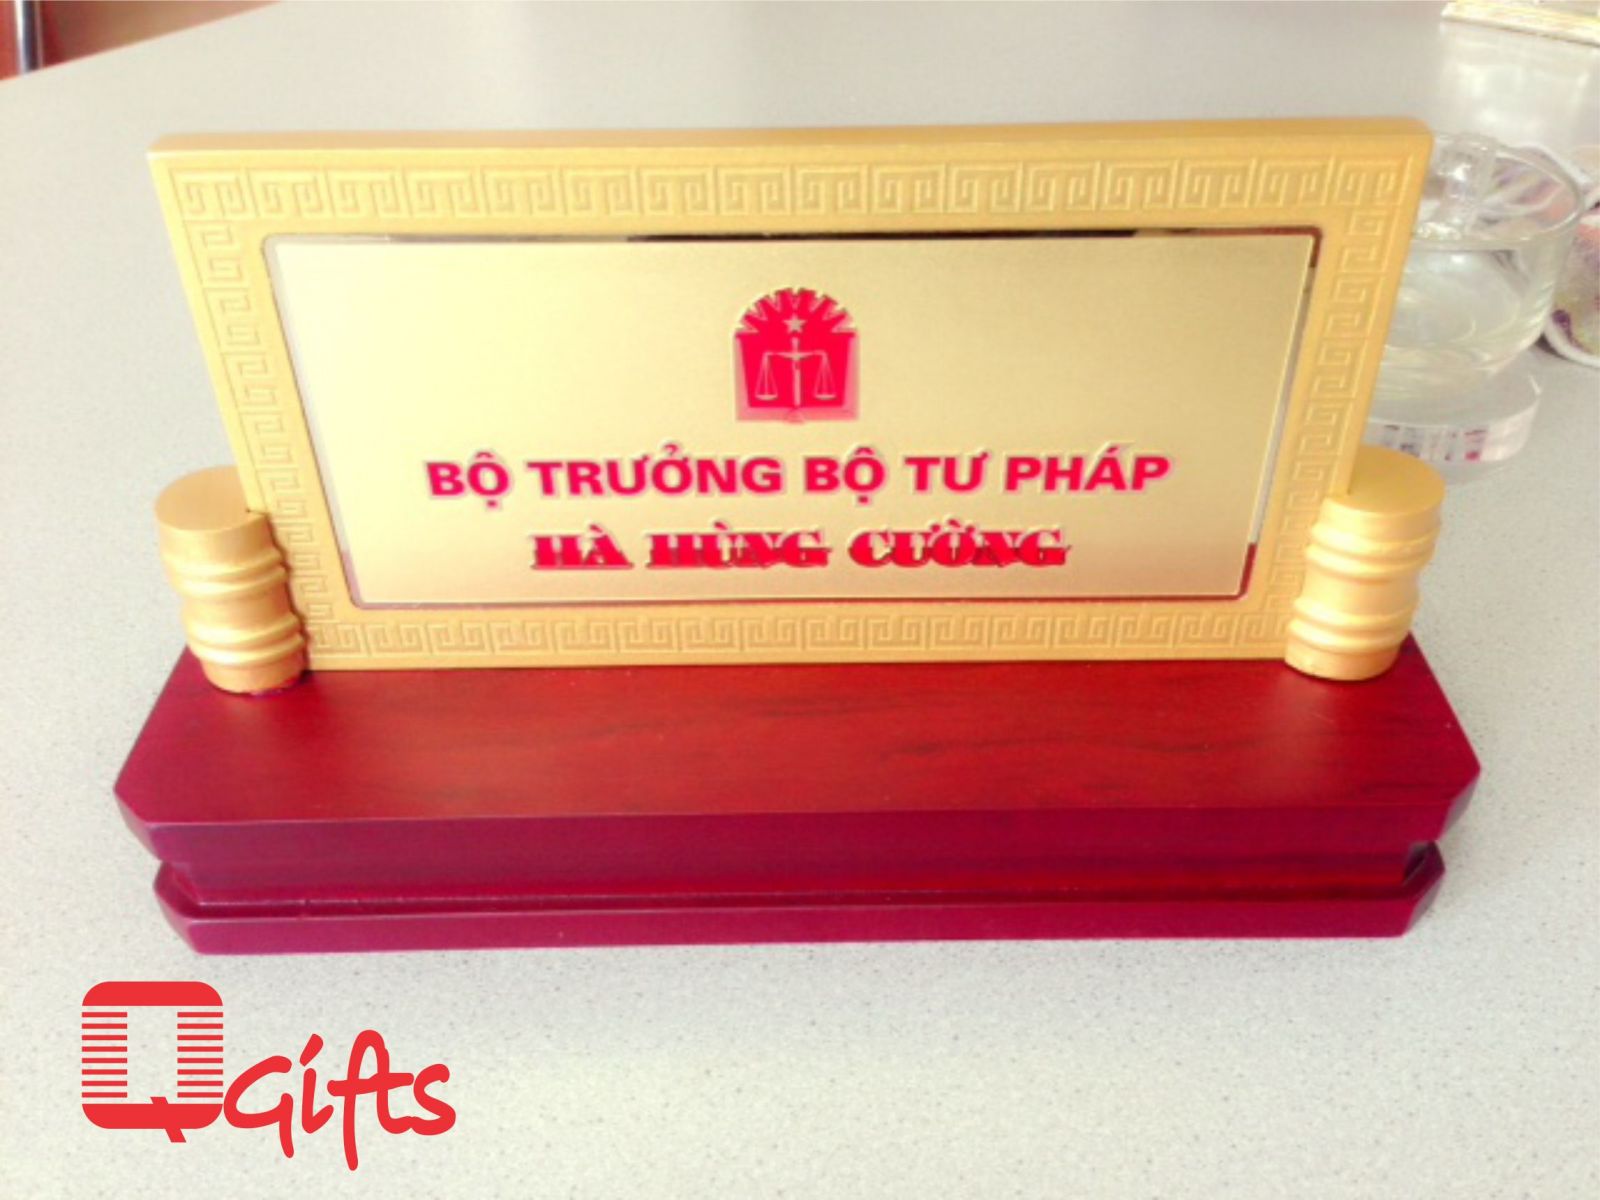 BỘ TRƯỞNG BỘ TƯ PHÁP
HÀ HÙNG CƯỜNG
QGifts